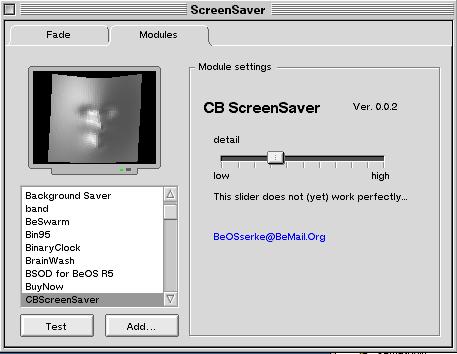 ScreenSaver
Fade
Modules
Background Saver
band
BeSwarm
Bin95
BinaryClock
BrainWash
BSOD for BeOS R5
BuyNow
CBScreenSaver
Test
Add...
Module settings
CB ScreenSaver
Ver. 0.0.2
detail
low
high
This slider does not (yet) work perfectly...
BeOSserke@BeMail.Org